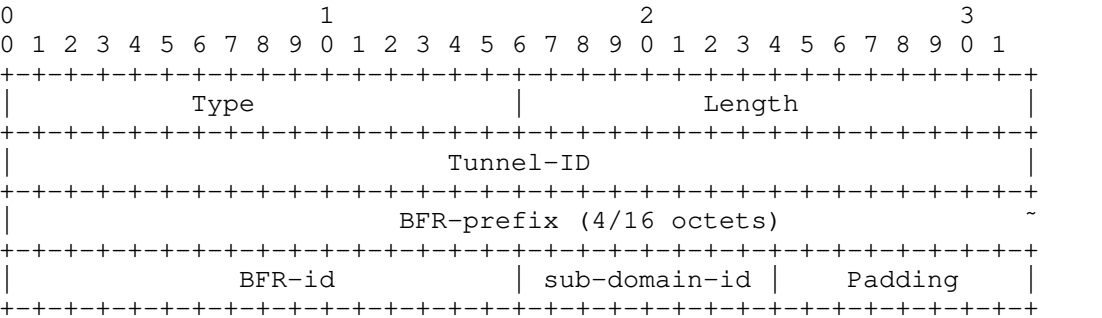 0                   1                   2                   3
0 1 2 3 4 5 6 7 8 9 0 1 2 3 4 5 6 7 8 9 0 1 2 3 4 5 6 7 8 9 0 1
+-+-+-+-+-+-+-+-+-+-+-+-+-+-+-+-+-+-+-+-+-+-+-+-+-+-+-+-+-+-+-+-+
|           Type                |           Length              |
+-+-+-+-+-+-+-+-+-+-+-+-+-+-+-+-+-+-+-+-+-+-+-+-+-+-+-+-+-+-+-+-+
|                           Tunnel-ID                           |
+-+-+-+-+-+-+-+-+-+-+-+-+-+-+-+-+-+-+-+-+-+-+-+-+-+-+-+-+-+-+-+-+
|                        BFR-prefix (4/16 octets)               ~
+-+-+-+-+-+-+-+-+-+-+-+-+-+-+-+-+-+-+-+-+-+-+-+-+-+-+-+-+-+-+-+-+
|              BFR-id           | sub-domain-id |    Padding    |
+-+-+-+-+-+-+-+-+-+-+-+-+-+-+-+-+-+-+-+-+-+-+-+-+-+-+-+-+-+-+-+-+